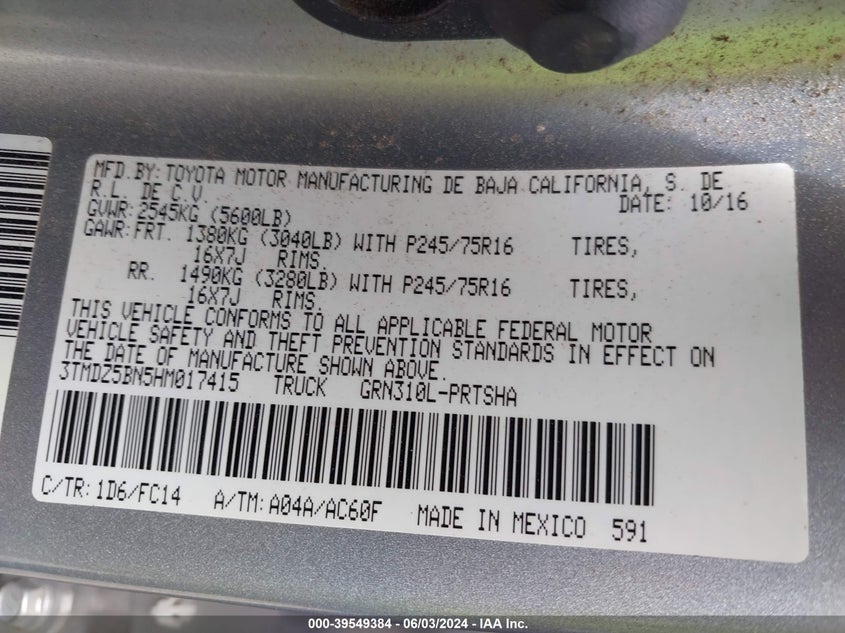 MFD.BY:TOYOTA MOTOR MANUFACTURING DE BAJA CALIFORNIA, S. DE
R.L. DE C.V. DATE: 10/16
GVWR:2545KG (5600LB)
GAWR:FRT. 1380KG (3040LB) WITH P245/75R16 TIRES,
16X7J RIMS
RR. 1490KG (3280LB) WITH P245/75R16 TIRES,
16X7J RIMS
THIS VEHICLE CONFORMS TO ALL APPLICABLE FEDERAL MOTOR
VEHICLE SAFETY AND THEFT PREVENTION STANDARDS IN EFFECT ON
THE DATE OF MANUFACTURE SHOWN ABOVE.
3TMDZ5BN5HM017415 TRUCK GRN310L-PRTSHA
C/TR:1D6/FC14 A/TM:A04A/AC60F MADE IN MEXICO 591
000-39549384 - 06/03/2024 - IAA Inc.